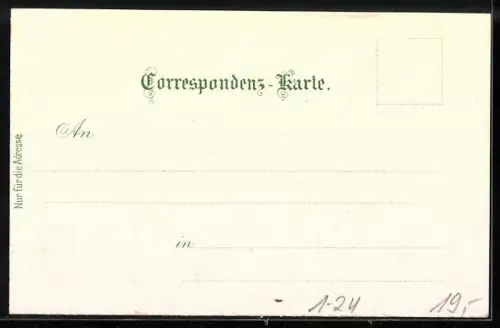 Correspondenz-Karte.
An
Nur für die Adresse
in
1-24
19,-